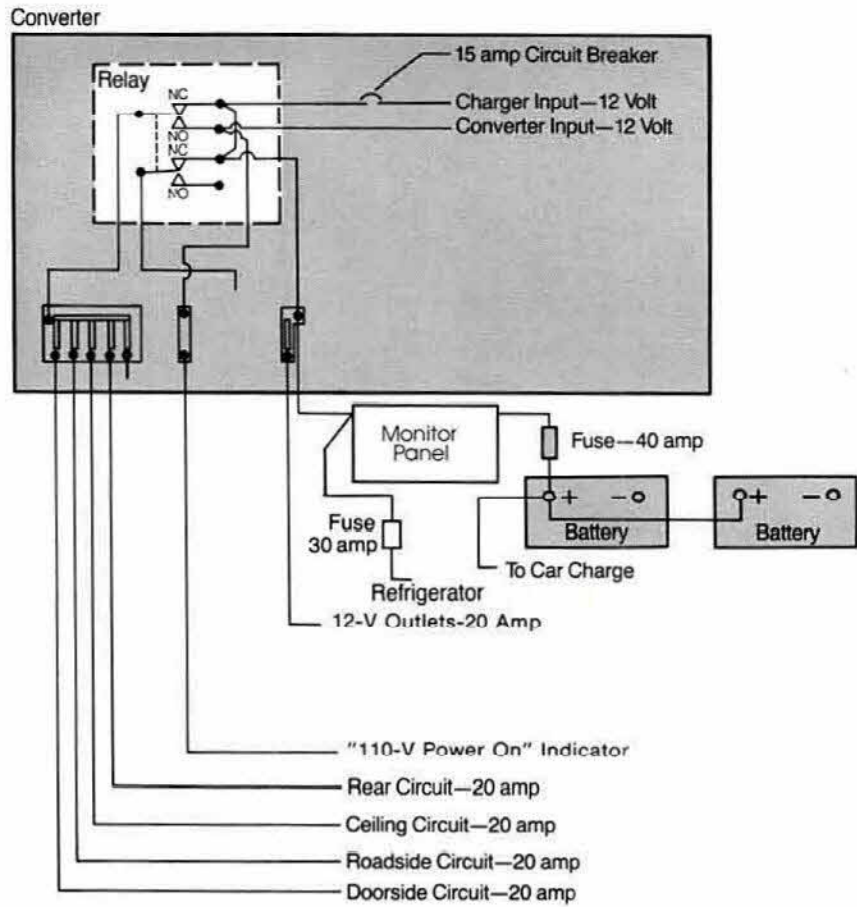 Converter
15 amp Circuit Breaker
Relay
NC
Charger Input—12 Volt
NO
Converter Input—12 Volt
NC
NO
Monitor
Panel
Fuse—40 amp
+ -
+ -
Battery
Battery
Fuse
30 amp
To Car Charge
Refrigerator
12-V Outlets-20 Amp
"110-V Power On" Indicator
Rear Circuit—20 amp
Ceiling Circuit—20 amp
Roadside Circuit—20 amp
Doorside Circuit—20 amp